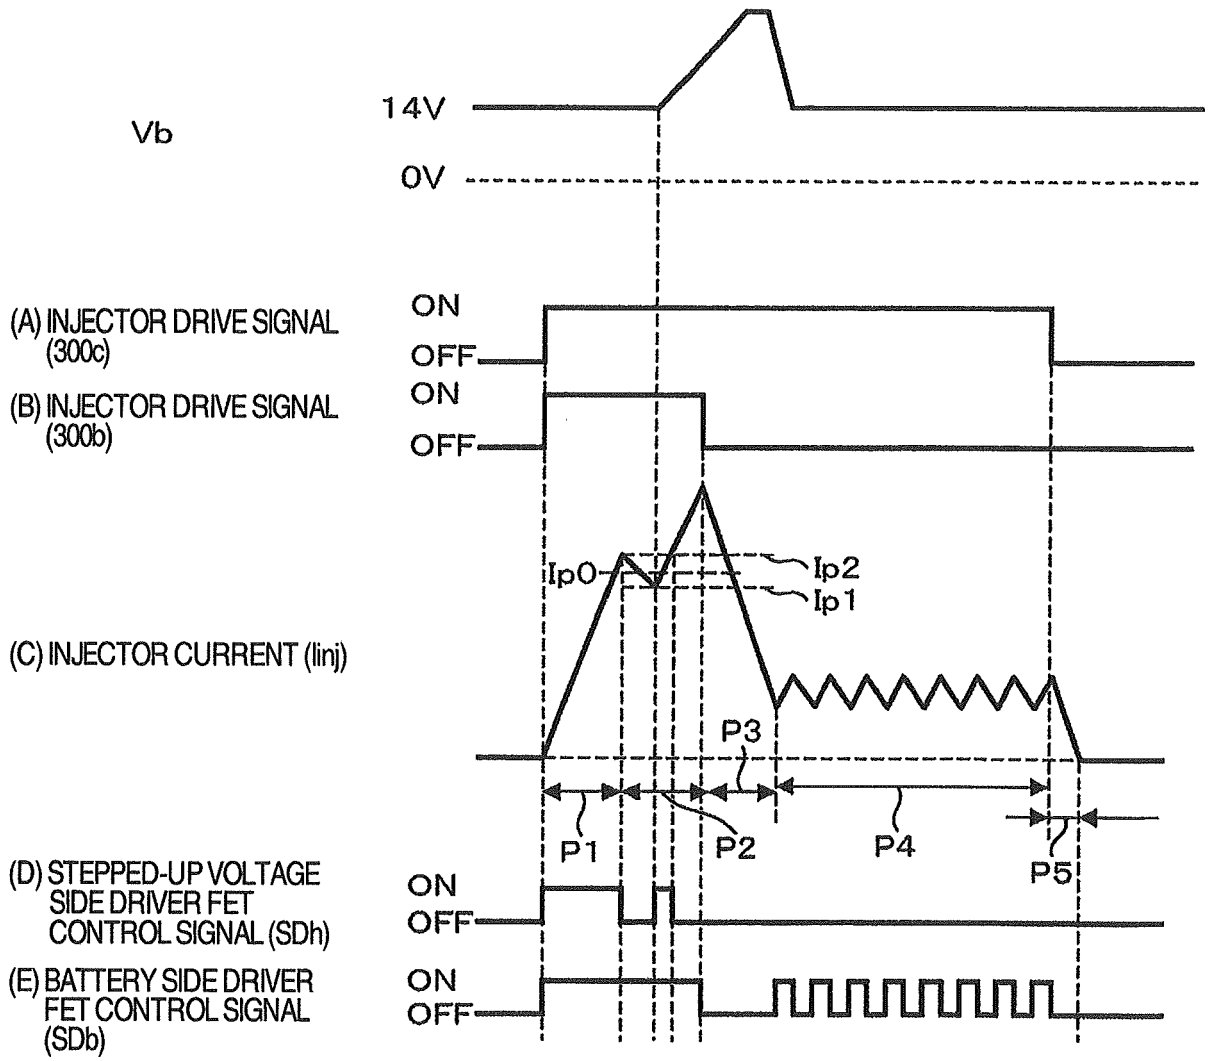 14V
Vb
0V
(A) INJECTOR DRIVE SIGNAL
(300c)
ON
OFF
(B) INJECTOR DRIVE SIGNAL
(300b)
ON
OFF
Ip0
Ip2
Ip1
(C) INJECTOR CURRENT (Iinj)
P3
P1
P2
P4
P5
(D) STEPPED-UP VOLTAGE
SIDE DRIVER FET
CONTROL SIGNAL (SDh)
ON
OFF
(E) BATTERY SIDE DRIVER
FET CONTROL SIGNAL
(SDb)
ON
OFF